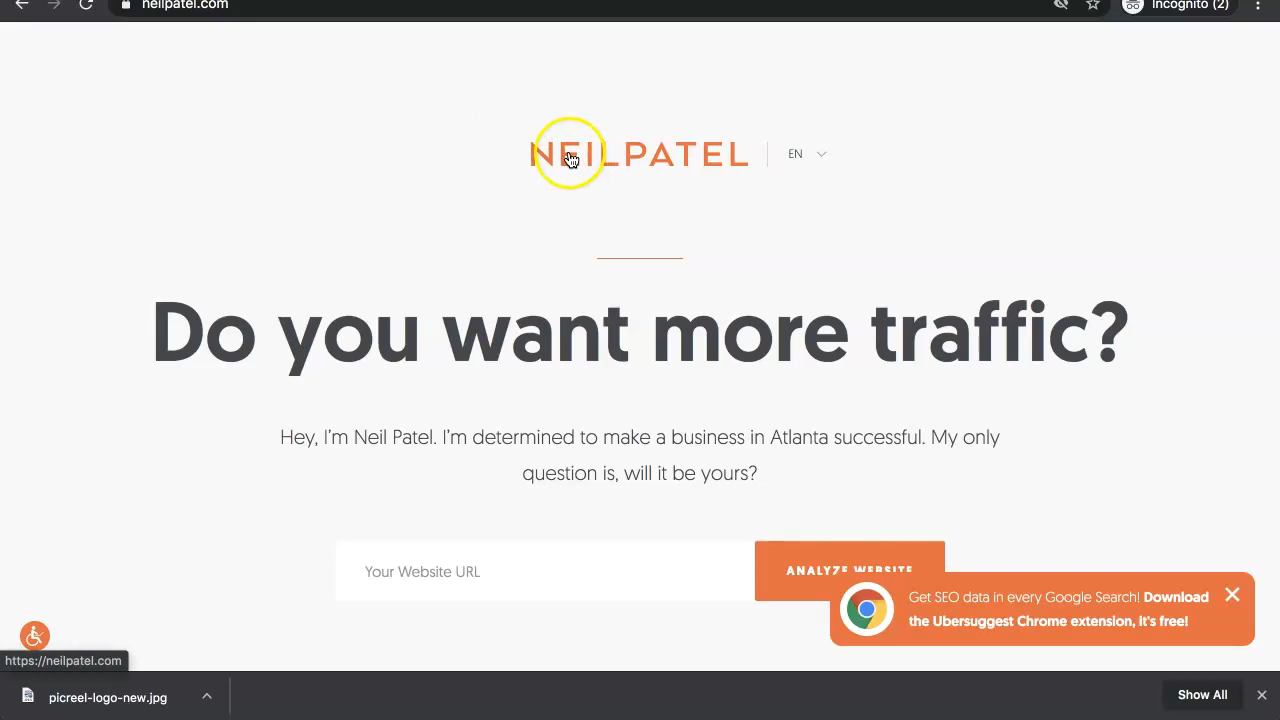 neilpatel.com
Incognito (2)
NEILPATEL
EN
Do you want more traffic?
Hey, I'm Neil Patel. I'm determined to make a business in Atlanta successful. My only
question is, will it be yours?
Your Website URL
ANALYZE WEBSITE
Get SEO data in every Google Search! Download
the Ubersuggest Chrome extension, it's free!
https://neilpatel.com
picreel-logo-new.jpg
Show All